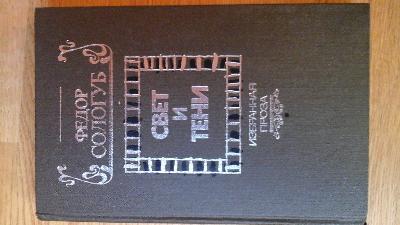 ФЕДОР
СОЛОГУБ
СВЕТ
И
ТЕНИ
ИЗБРАННАЯ
ПРОЗА